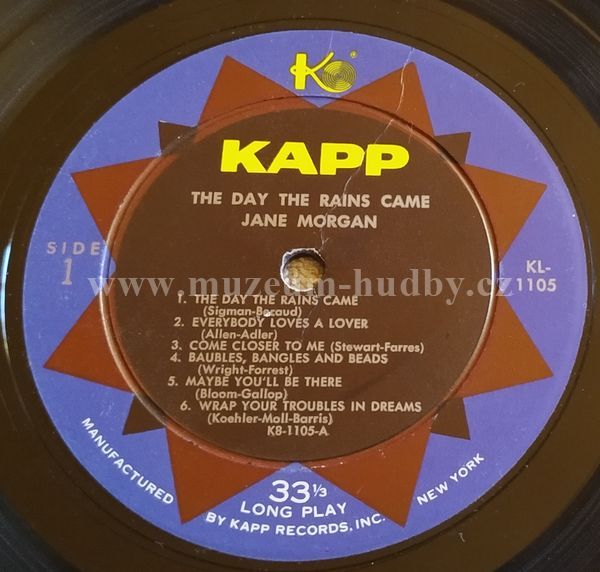 K
KAPP
THE DAY THE RAINS CAME
JANE MORGAN
SIDE
1
KL-
1105
www.muzeum-hudby.cz
1. THE DAY THE RAINS CAME
(Sigman-Becaud)
2. EVERYBODY LOVES A LOVER
(Allen-Adler)
3. COME CLOSER TO ME (Stewart-Farres)
4. BAUBLES, BANGLES AND BEADS
(Wright-Forrest)
5. MAYBE YOU'LL BE THERE
(Bloom-Gallop)
6. WRAP YOUR TROUBLES IN DREAMS
(Koehler-Moll-Barris)
K8-1105-A
33 1/3
LONG PLAY
MANUFACTURED BY KAPP RECORDS, INC. NEW YORK